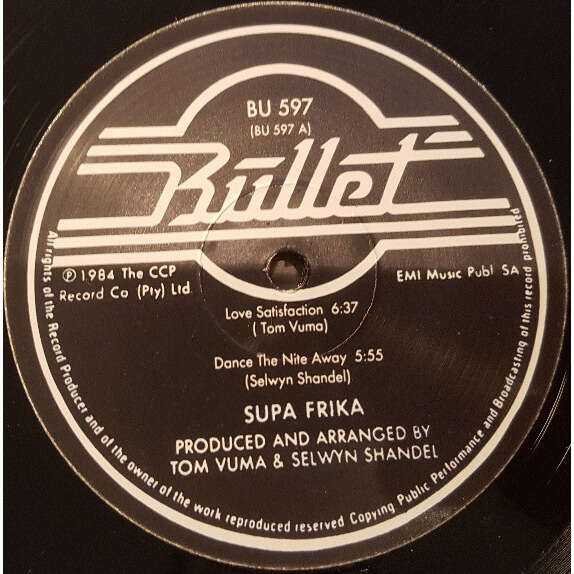 BU 597
(BU 597 A)
Bullet
℗ 1984 The CCP
Record Co (Pty) Ltd.
EMI Music Publ SA
Love Satisfaction 6:37
( Tom Vuma)
Dance The Nite Away 5:55
(Selwyn Shandel)
SUPA FRIKA
PRODUCED AND ARRANGED BY
TOM VUMA & SELWYN SHANDEL
All rights of the Record Producer and of the owner of the work reproduced reserved Copying Public Performance and Broadcasting of this record prohibited